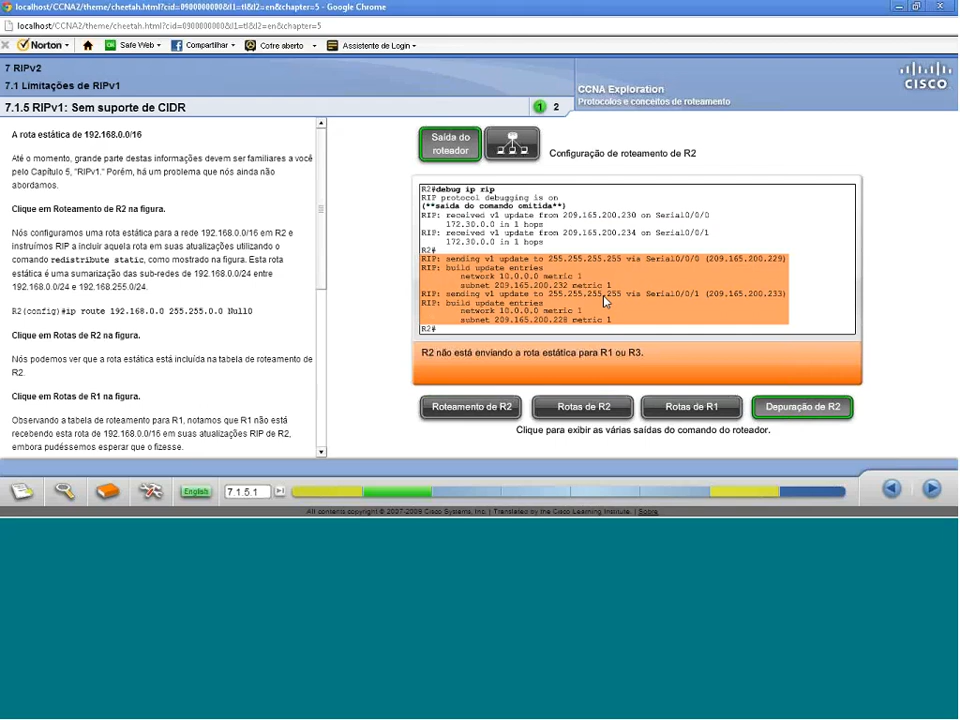 localhost/CCNA2/theme/cheetah.html?cid=0900000000&l1=tl&l2=en&chapter=5 - Google Chrome
localhost/CCNA2/theme/cheetah.html?cid=0900000000&l1=tl&l2=en&chapter=5
Norton
Safe Web
Compartilhar
Cofre aberto
Assistente de Login
7 RIPv2
7.1 Limitações de RIPv1
7.1.5 RIPv1: Sem suporte de CIDR
1 2
CCNA Exploration
Protocolos e conceitos de roteamento
CISCO
A rota estática de 192.168.0.0/16
Até o momento, grande parte destas informações devem ser familiares a você
pelo Capítulo 5, "RIPv1." Porém, há um problema que nós ainda não
abordamos.
Clique em Roteamento de R2 na figura.
Nós configuramos uma rota estática para a rede 192.168.0.0/16 em R2 e
instruímos RIP a incluir aquela rota em suas atualizações utilizando o
comando redistribute static, como mostrado na figura. Esta rota
estática é uma sumarização das sub-redes de 192.168.0.0/24 entre
192.168.0.0/24 e 192.168.255.0/24.
R2(config)#ip route 192.168.0.0 255.255.0.0 Null0
Clique em Rotas de R2 na figura.
Nós podemos ver que a rota estática está incluída na tabela de roteamento de
R2.
Clique em Rotas de R1 na figura.
Observando a tabela de roteamento para R1, notamos que R1 não está
recebendo esta rota de 192.168.0.0/16 em suas atualizações RIP de R2,
embora pudéssemos esperar que o fizesse.
Saída do
roteador
Configuração de roteamento de R2
R2#debug ip rip
RIP protocol debugging is on
(**saída do comando omitida**)
RIP: received v1 update from 209.165.200.230 on Serial0/0/0
172.30.0.0 in 1 hops
RIP: received v1 update from 209.165.200.234 on Serial0/0/1
172.30.0.0 in 1 hops
R2#
RIP: sending v1 update to 255.255.255.255 via Serial0/0/0 (209.165.200.229)
RIP: build update entries
network 10.0.0.0 metric 1
subnet 209.165.200.232 metric 1
RIP: sending v1 update to 255.255.255.255 via Serial0/0/1 (209.165.200.233)
RIP: build update entries
network 10.0.0.0 metric 1
subnet 209.165.200.228 metric 1
R2#
R2 não está enviando a rota estática para R1 ou R3.
Roteamento de R2
Rotas de R2
Rotas de R1
Depuração de R2
Clique para exibir as várias saídas do comando do roteador.
English
7.1.5.1
All contents copyright © 2007-2009 Cisco Systems, Inc. | Translated by the Cisco Learning Institute. | Sobre